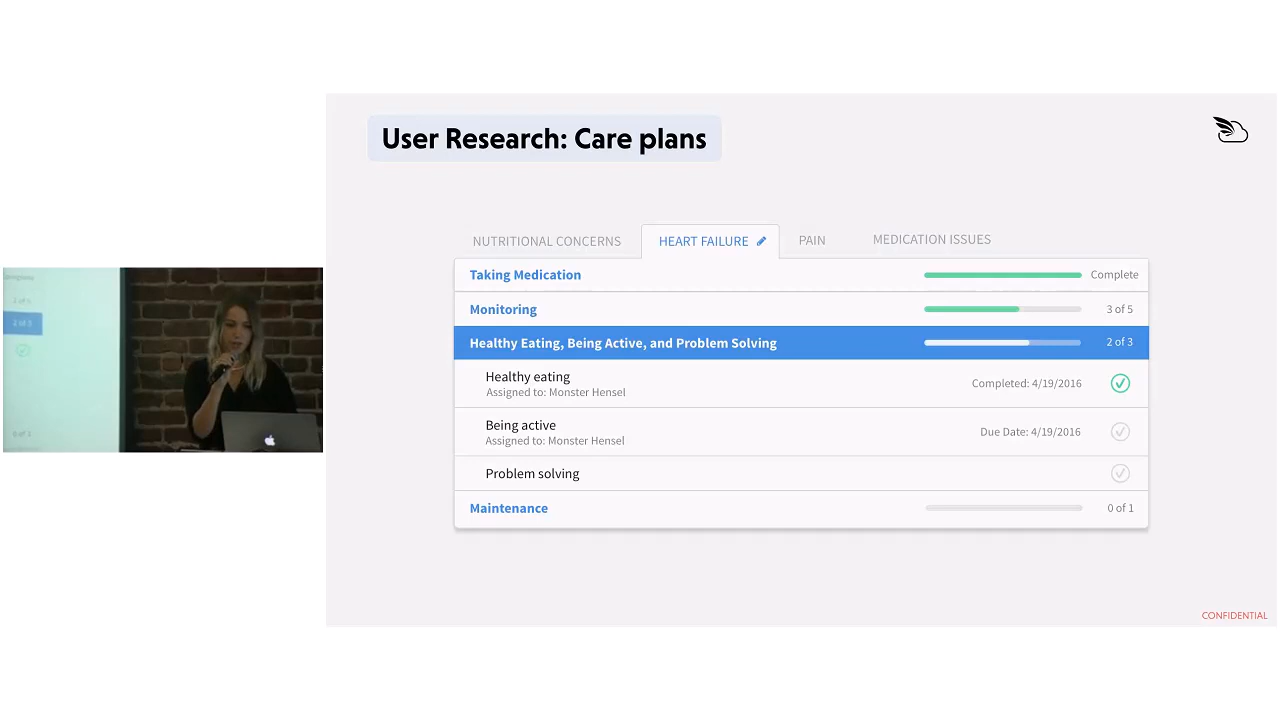 User Research: Care plans
NUTRITIONAL CONCERNS
HEART FAILURE
PAIN
MEDICATION ISSUES
Taking Medication
Complete
Monitoring
3 of 5
Healthy Eating, Being Active, and Problem Solving
2 of 3
Healthy eating
Assigned to: Monster Hensel
Completed: 4/19/2016
Being active
Assigned to: Monster Hensel
Due Date: 4/19/2016
Problem solving
Maintenance
0 of 1
CONFIDENTIAL